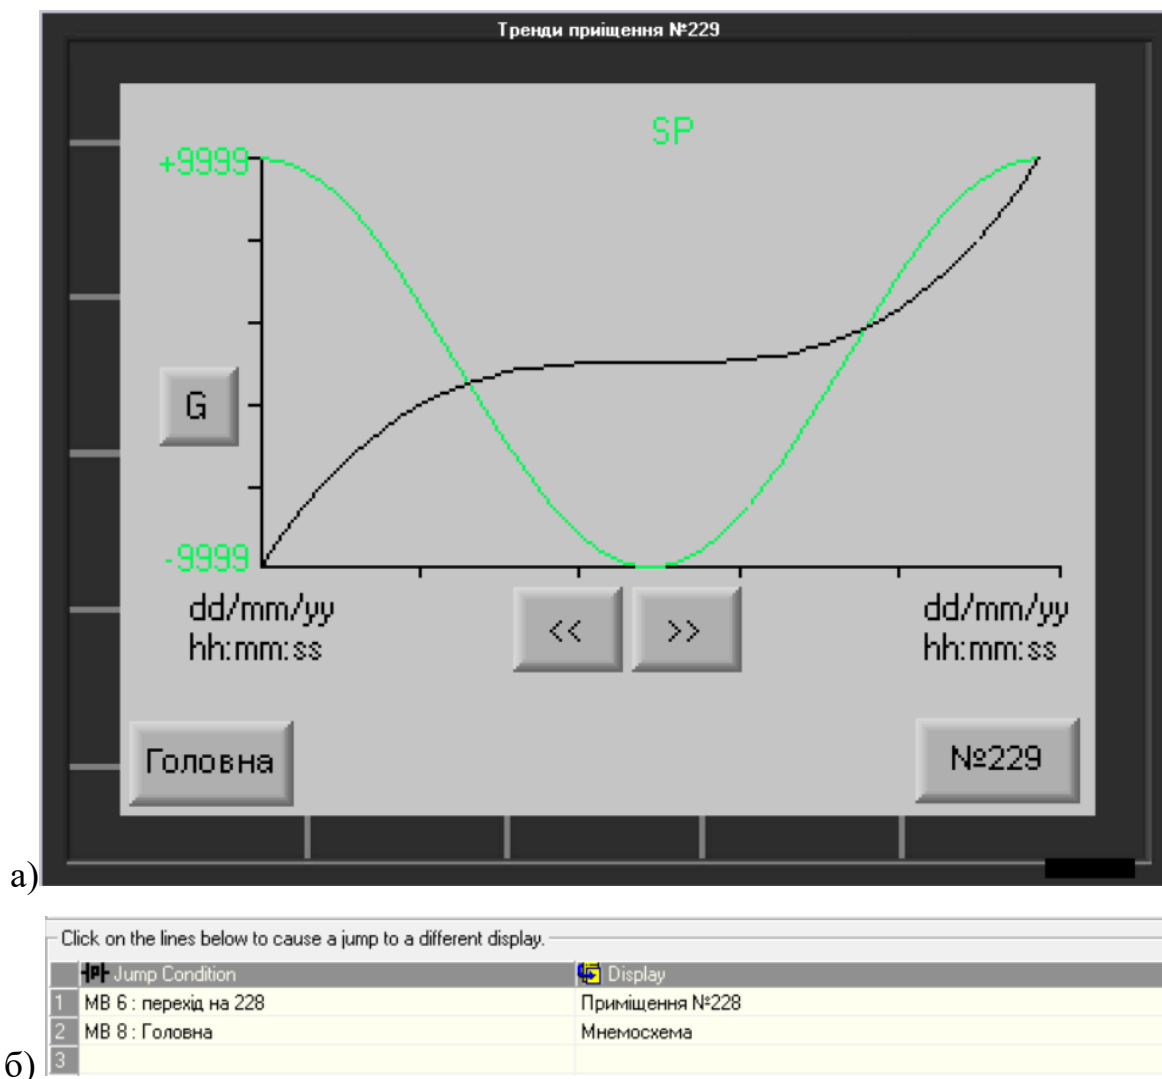 Тренди приіщення №229
SP
+9999
G
-9999
dd/mm/yy
hh:mm:ss
<<
>>
dd/mm/yy
hh:mm:ss
Головна
№229
а)
Click on the lines below to cause a jump to a different display.
Jump Condition Display
1 MB 6 : перехід на 228 Приміщення №228
2 MB 8 : Головна Мнемосхема
3
б)